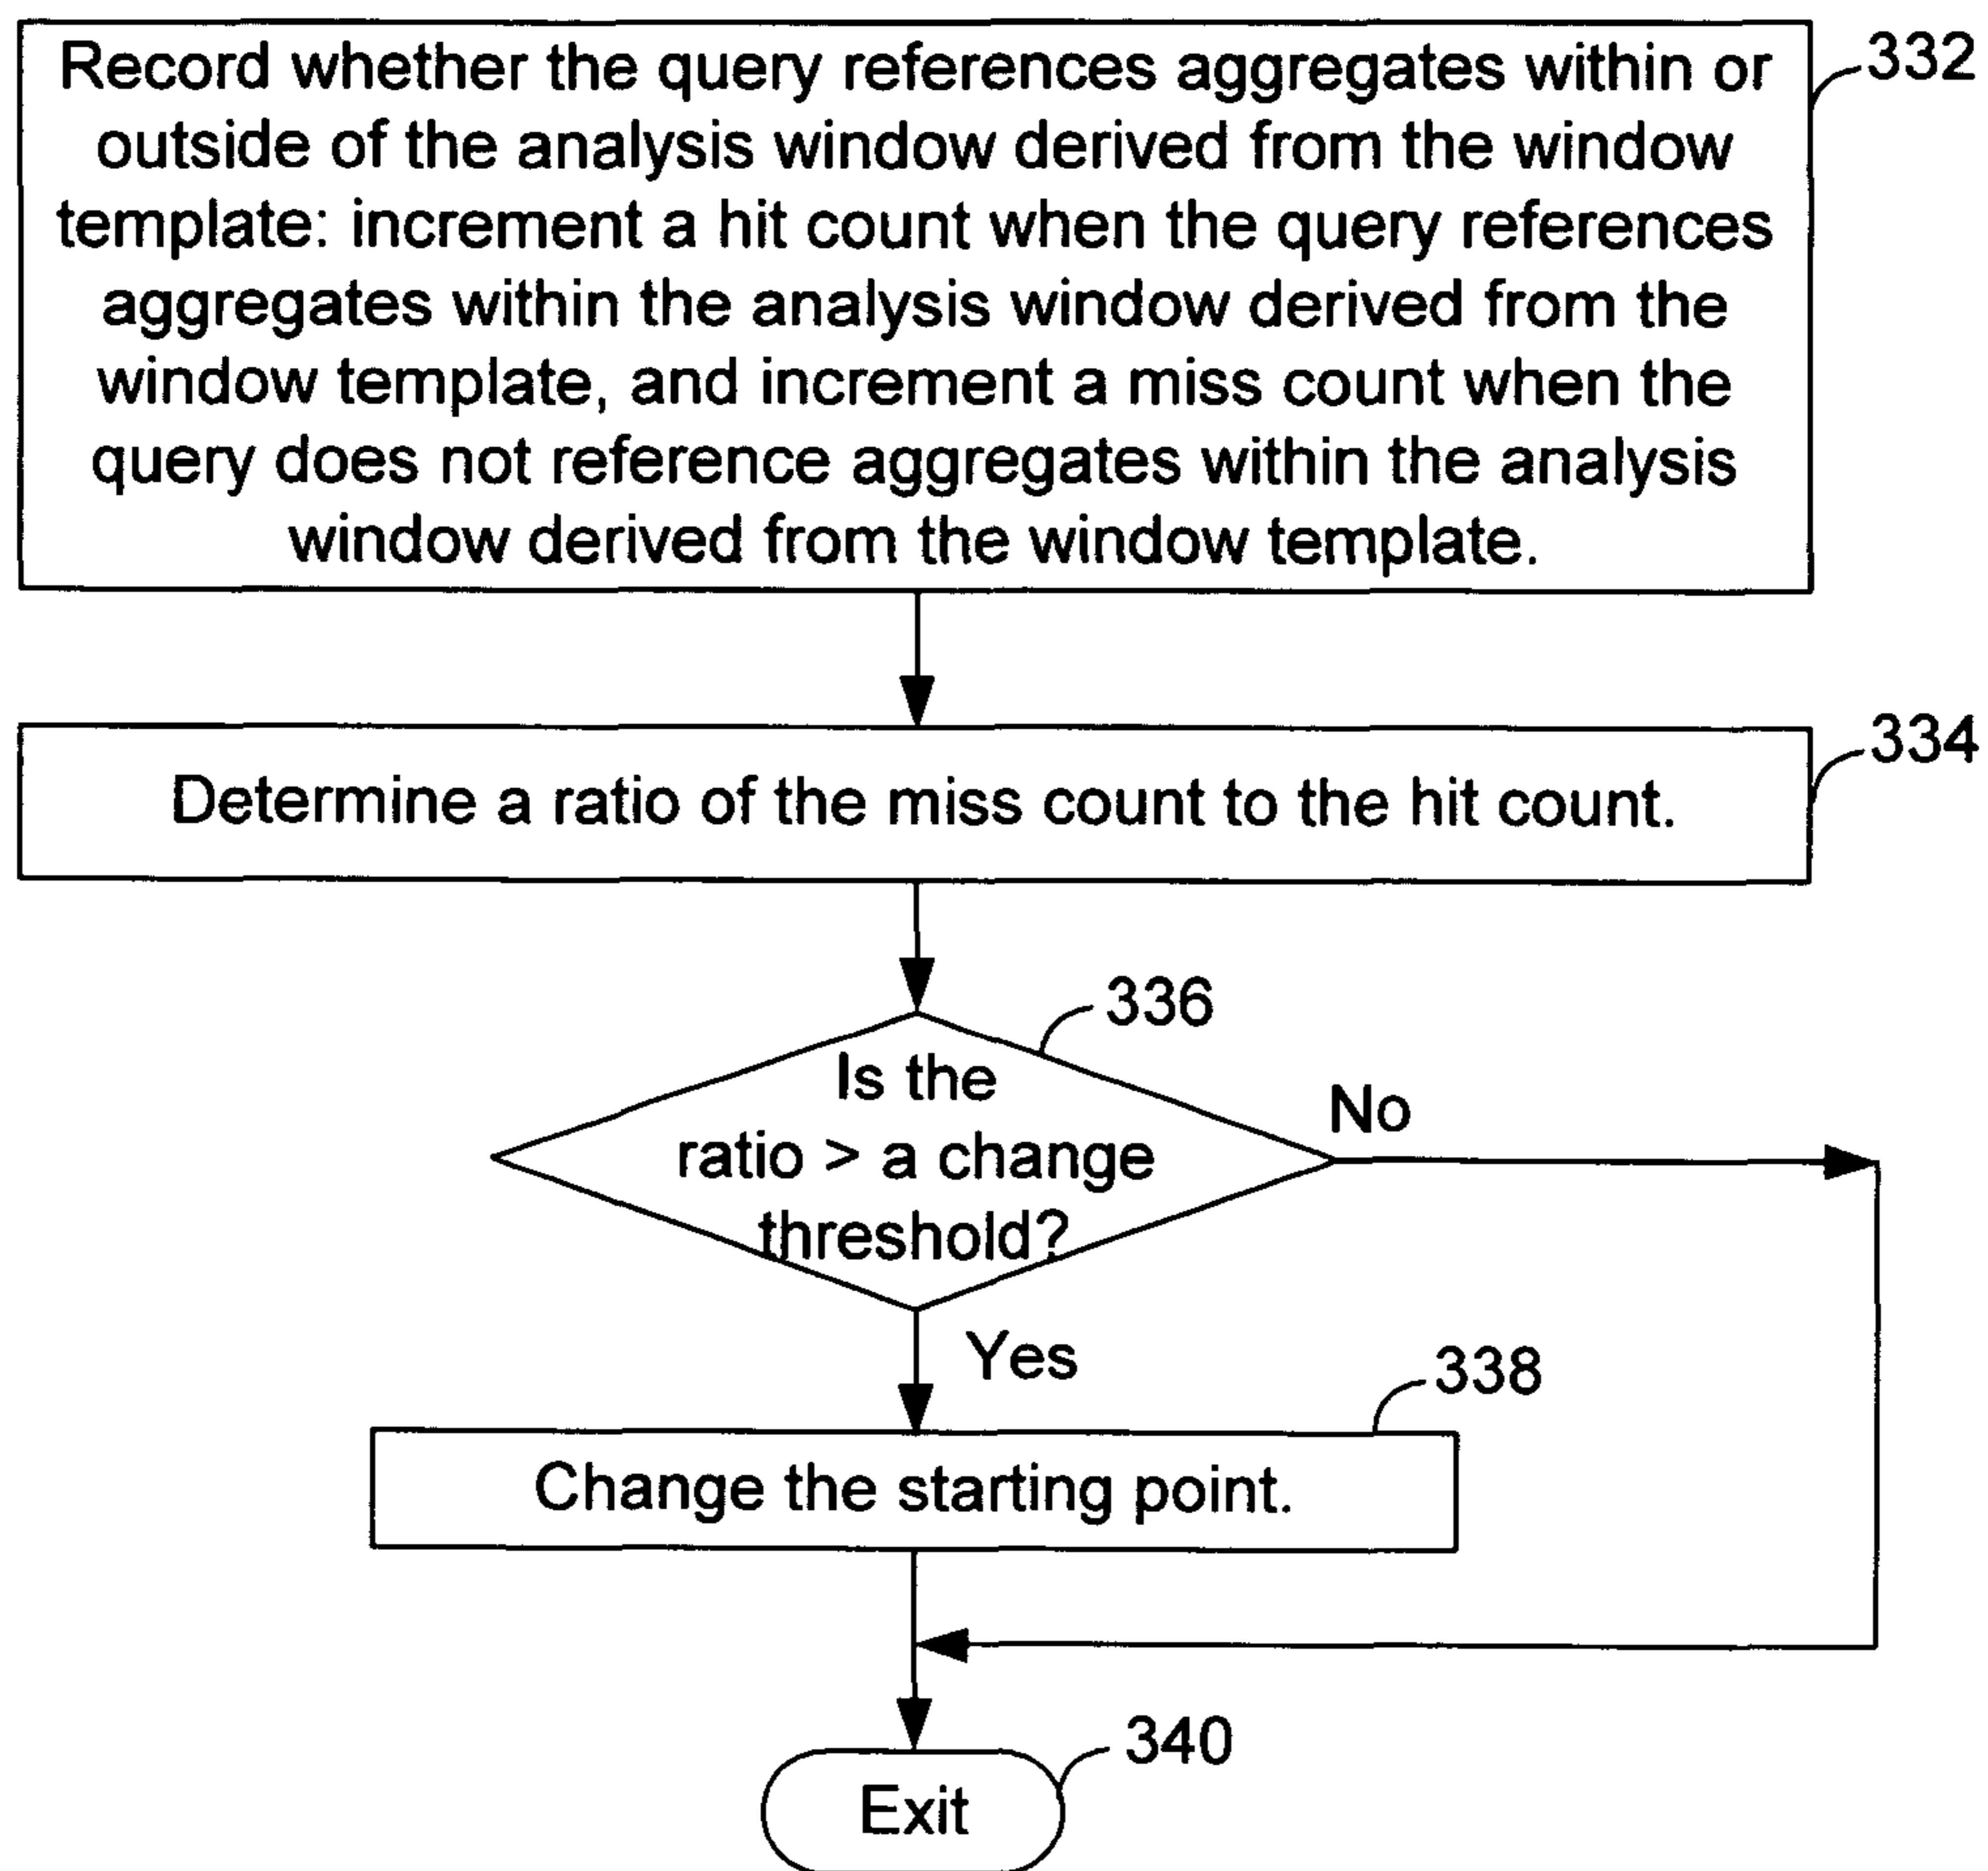 Record whether the query references aggregates within or
outside of the analysis window derived from the window
template: increment a hit count when the query references
aggregates within the analysis window derived from the
window template, and increment a miss count when the
query does not reference aggregates within the analysis
window derived from the window template.
332
Determine a ratio of the miss count to the hit count.
334
336
Is the
ratio > a change
threshold?
No
Yes
338
Change the starting point.
340
Exit